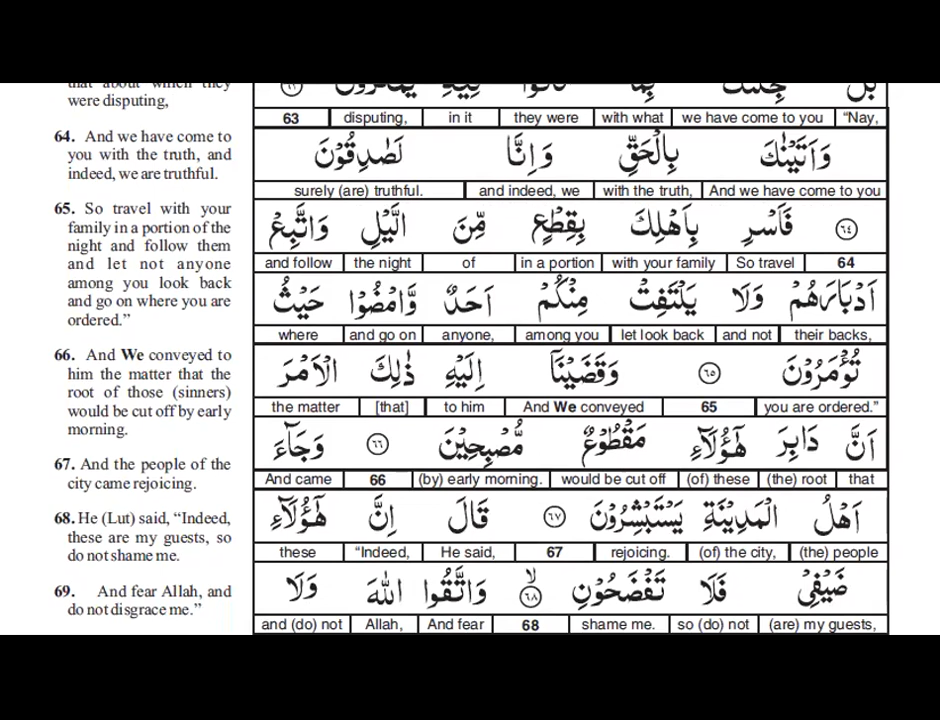 that about which they
were disputing,
64. And we have come to
you with the truth, and
indeed, we are truthful.
65. So travel with your
family in a portion of the
night and follow them
and let not anyone
among you look back
and go on where you are
ordered.”
66. And We conveyed to
him the matter that the
root of those (sinners)
would be cut off by early
morning.
67. And the people of the
city came rejoicing.
68. He (Lut) said, “Indeed,
these are my guests, so
do not shame me.
69. And fear Allah, and
do not disgrace me.”
63 disputing, in it they were with what we have come to you “Nay,
وَاَتَيۡنٰكَ بِالۡحَـقِّ وَاِنَّا لَصٰدِقُوۡنَ
surely (are) truthful. and indeed, we with the truth, And we have come to you
٦٤ فَاَسۡرِ بِاَهۡلِكَ بِقِطۡعٍ مِّنَ الَّيۡلِ وَاتَّبِعۡ
and follow the night of in a portion with your family So travel 64
اَدۡبَارَهُمۡ وَلَا يَلۡتَفِتۡ مِنۡكُمۡ اَحَدٌ وَّامۡضُوۡا حَيۡثُ
where and go on anyone, among you let look back and not their backs,
تُؤۡمَرُوۡنَ ٦٥ وَقَضَيۡنَاۤ اِلَيۡهِ ذٰلِكَ الۡاَمۡرَ
the matter [that] to him And We conveyed 65 you are ordered.”
اَنَّ دَابِرَ هٰٓؤُلَاۤءِ مَقۡطُوۡعٌ مُّصۡبِحِيۡنَ ٦٦ وَجَآءَ
And came 66 (by) early morning. would be cut off (of) these (the) root that
اَهۡلُ الۡمَدِيۡنَةِ يَسۡتَـبۡشِرُوۡنَ ٦٧ قَالَ اِنَّ هٰٓؤُلَاۤءِ
these “Indeed, He said, 67 rejoicing. (of) the city, (the) people
ضَيۡفِىۡ فَلَا تَفۡضَحُوۡنِ ۙ‏ ٦٨ وَاتَّقُوا اللّٰهَ وَلَا
and (do) not Allah, And fear 68 shame me. so (do) not (are) my guests,